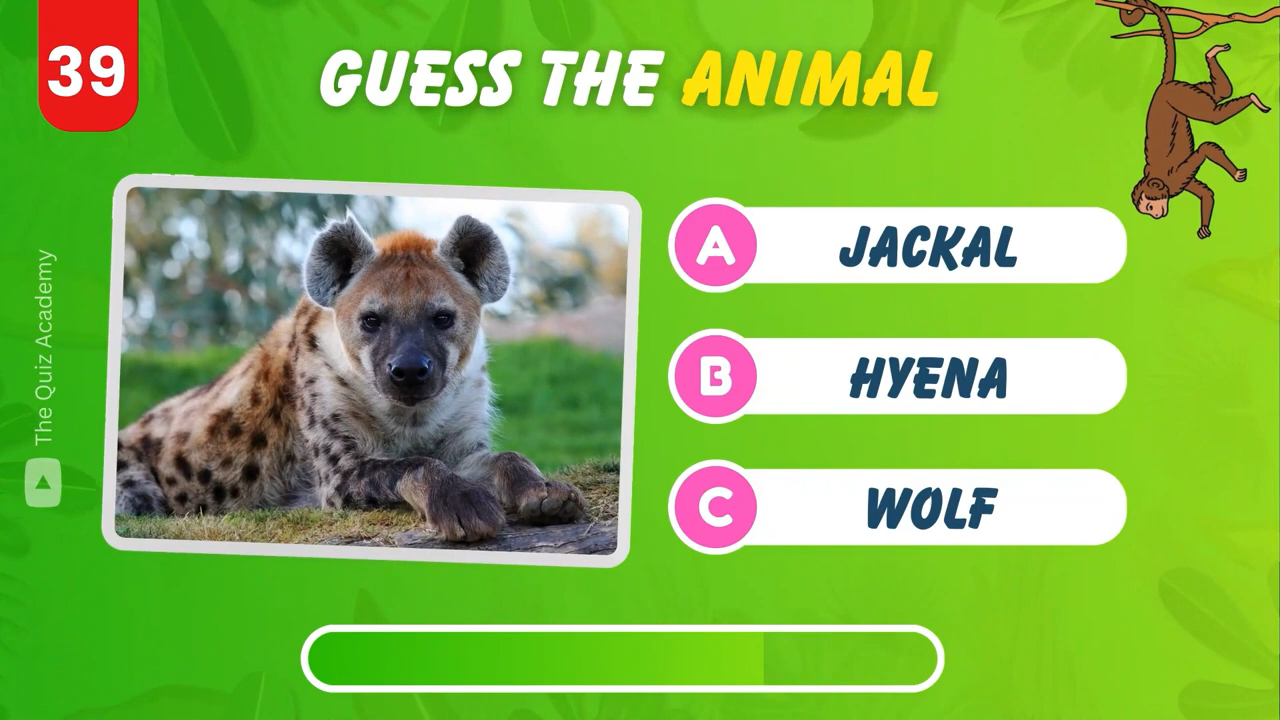 39
GUESS THE ANIMAL
The Quiz Academy
A JACKAL
B HYENA
C WOLF